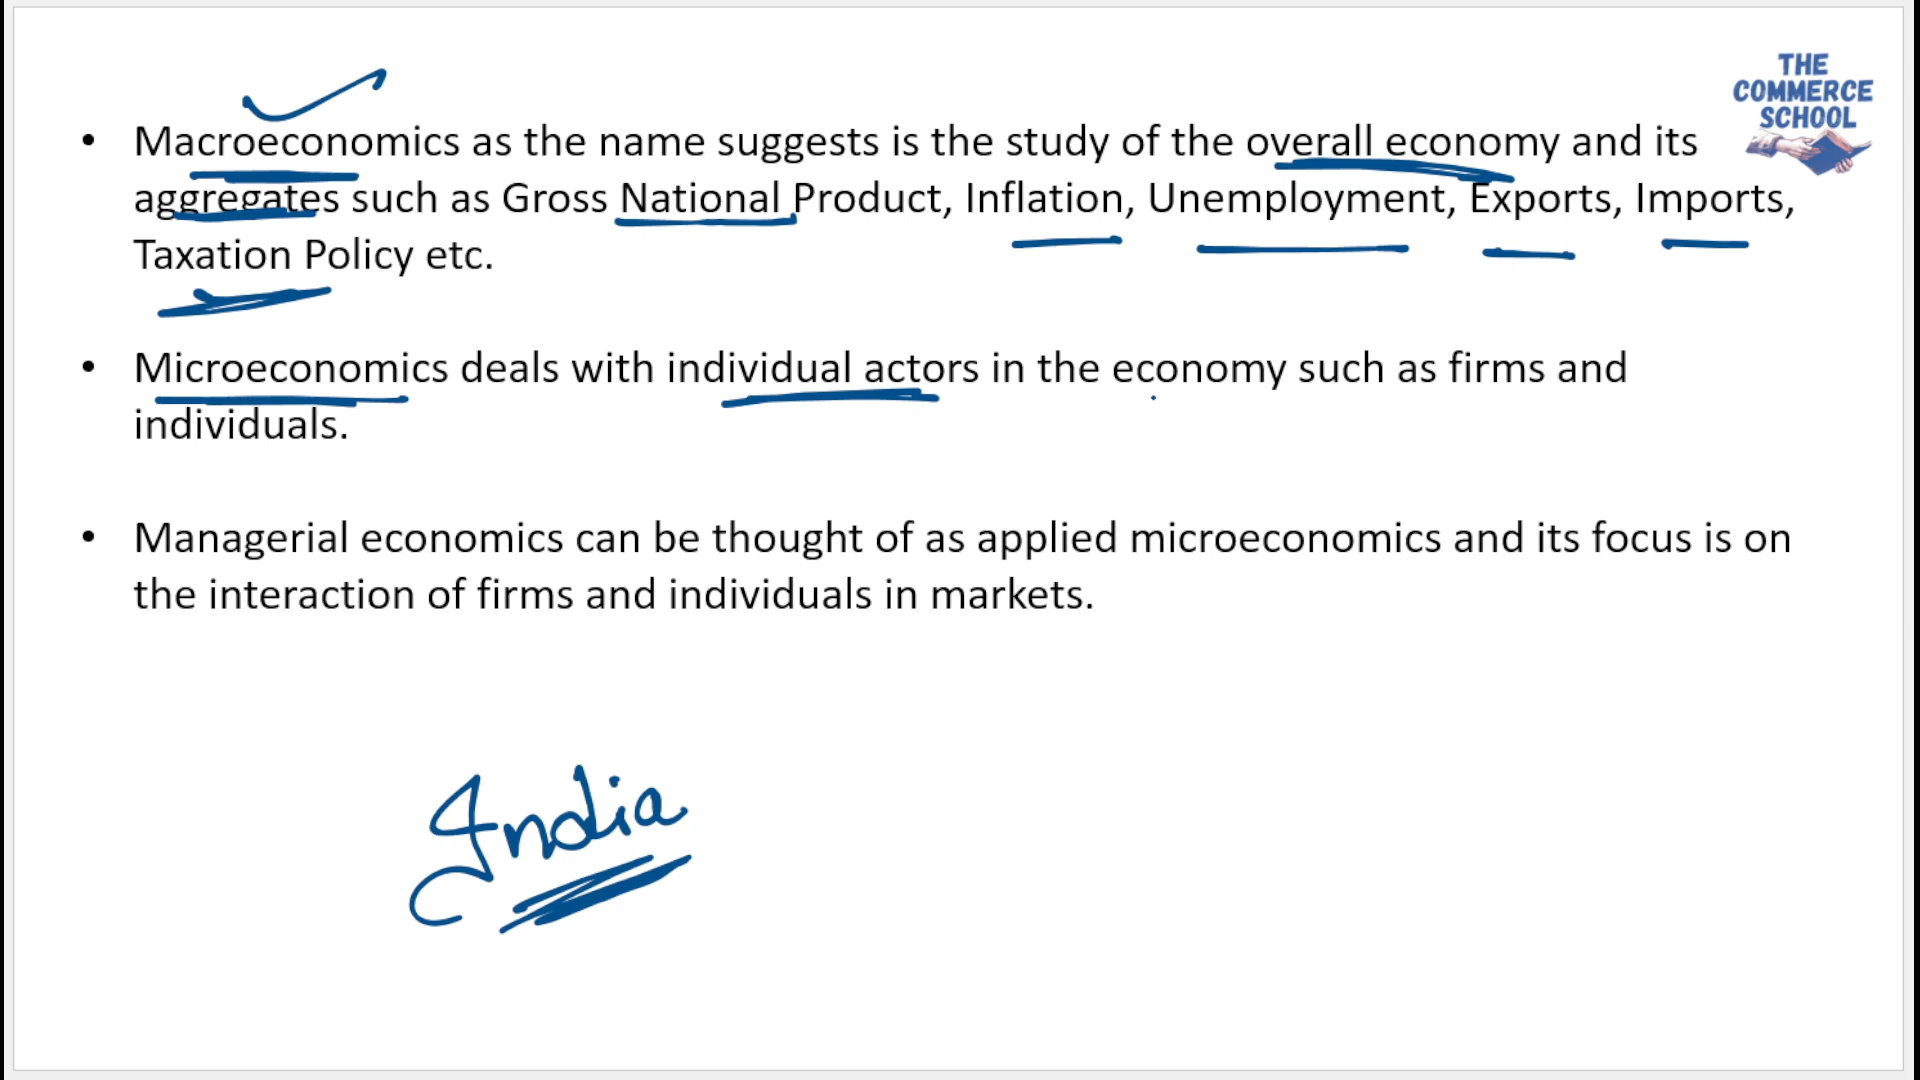 THE
COMMERCE
SCHOOL
• Macroeconomics as the name suggests is the study of the overall economy and its
aggregates such as Gross National Product, Inflation, Unemployment, Exports, Imports,
Taxation Policy etc.
• Microeconomics deals with individual actors in the economy such as firms and
individuals.
• Managerial economics can be thought of as applied microeconomics and its focus is on
the interaction of firms and individuals in markets.
India